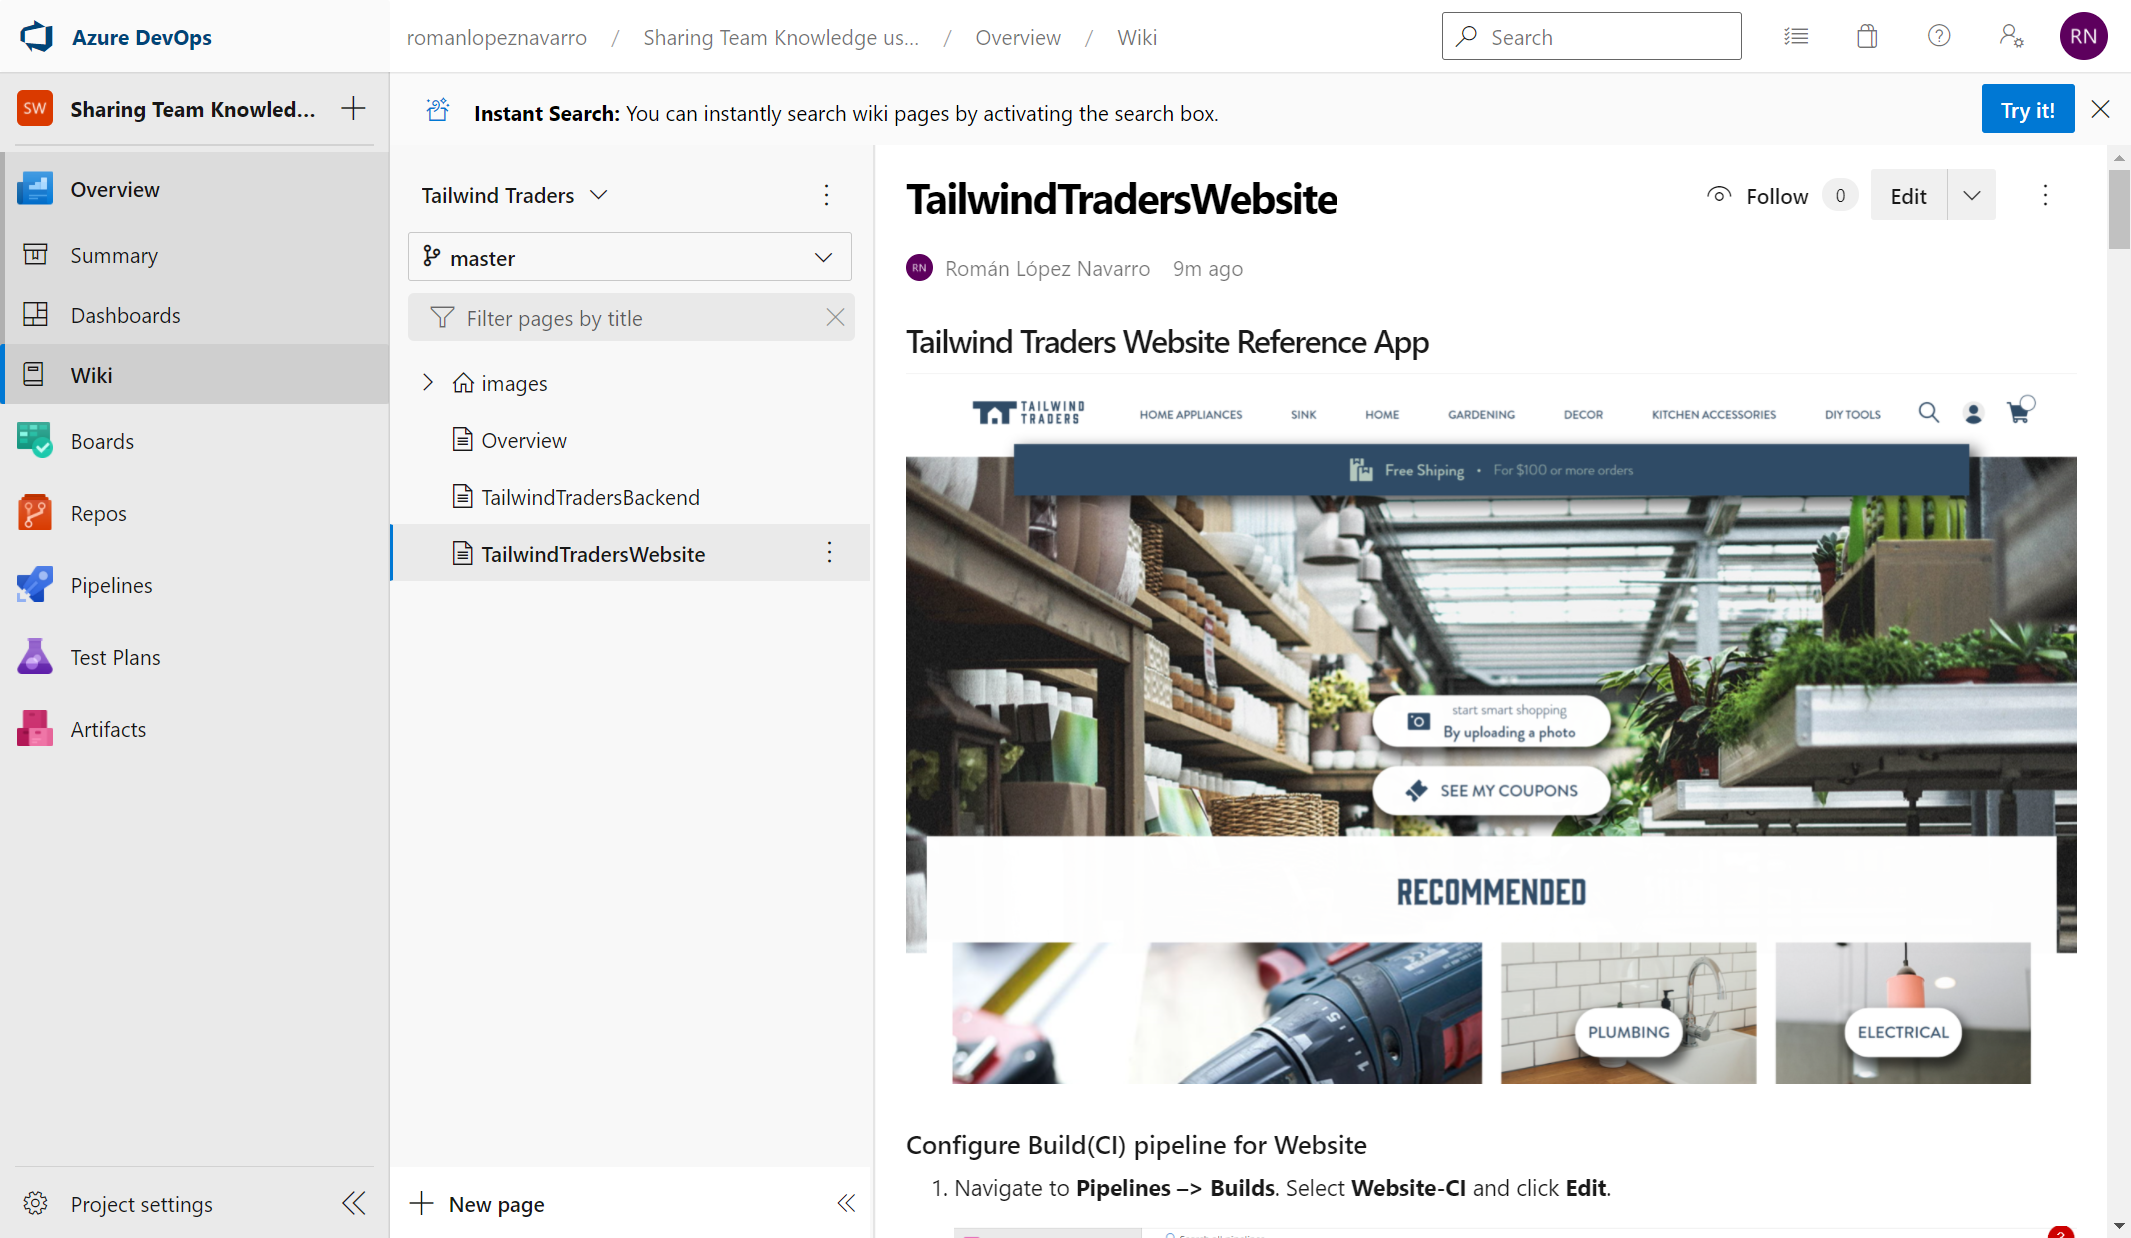 Azure DevOps
romanlopeznavarro / Sharing Team Knowledge us... / Overview / Wiki
Search
RN
SW Sharing Team Knowled...
Instant Search: You can instantly search wiki pages by activating the search box.
Try it!
Overview
Summary
Dashboards
Wiki
Boards
Repos
Pipelines
Test Plans
Artifacts
Project settings
Tailwind Traders
master
Filter pages by title
images
Overview
TailwindTradersBackend
TailwindTradersWebsite
New page
TailwindTradersWebsite
Follow 0 Edit
RN Román López Navarro 9m ago
Tailwind Traders Website Reference App
TAILWIND TRADERS
HOME APPLIANCES SINK HOME GARDENING DECOR KITCHEN ACCESSORIES DIY TOOLS
Free Shiping • For $100 or more orders
start smart shopping
By uploading a photo
SEE MY COUPONS
RECOMMENDED
PLUMBING
ELECTRICAL
Configure Build(CI) pipeline for Website
1. Navigate to Pipelines –> Builds. Select Website-CI and click Edit.